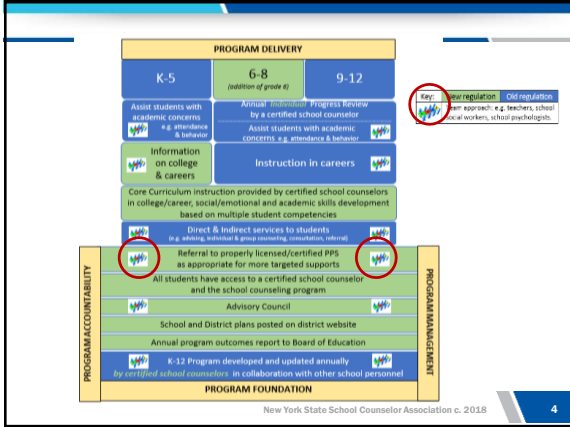 PROGRAM DELIVERY
K-5
6-8
(addition of grade 6)
9-12
Key:
New regulation
Old regulation
Team approach: e.g. teachers, school
social workers, school psychologists.
Assist students with
academic concerns
e.g. attendance
& behavior
Annual Individual Progress Review
by a certified school counselor
Assist students with academic
concerns e.g. attendance & behavior
Information
on college
& careers
Instruction in careers
Core Curriculum instruction provided by certified school counselors
in college/career, social/emotional and academic skills development
based on multiple student competencies
Direct & Indirect services to students
(e.g. advising, individual & group counseling, consultation, referral)
PROGRAM ACCOUNTABILITY
Referral to properly licensed/certified PPS
as appropriate for more targeted supports
All students have access to a certified school counselor
and the school counseling program
Advisory Council
School and District plans posted on district website
Annual program outcomes report to Board of Education
K-12 Program developed and updated annually
by certified school counselors in collaboration with other school personnel
PROGRAM MANAGEMENT
PROGRAM FOUNDATION
New York State School Counselor Association c. 2018
4